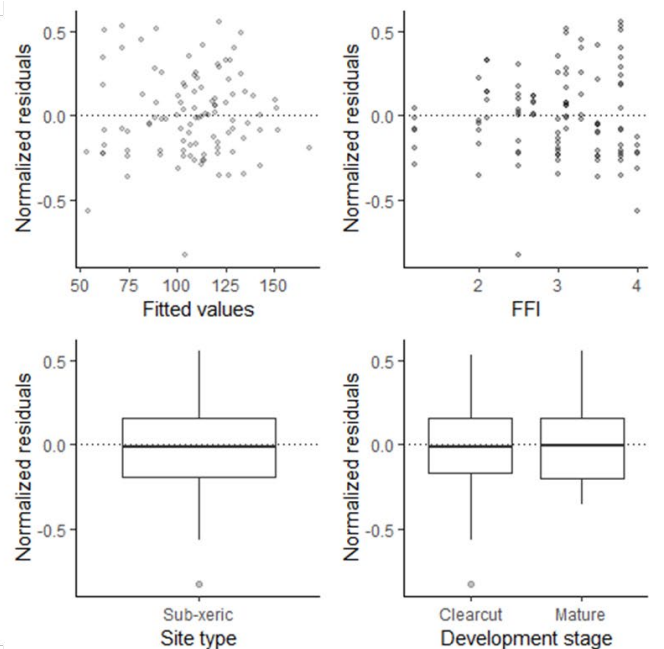 Normalized residuals
0.5
0.0
-0.5
50 75 100 125 150
Fitted values
Normalized residuals
0.5
0.0
-0.5
2 3 4
FFI
Normalized residuals
0.5
0.0
-0.5
Sub-xeric
Site type
Normalized residuals
0.5
0.0
-0.5
Clearcut Mature
Development stage